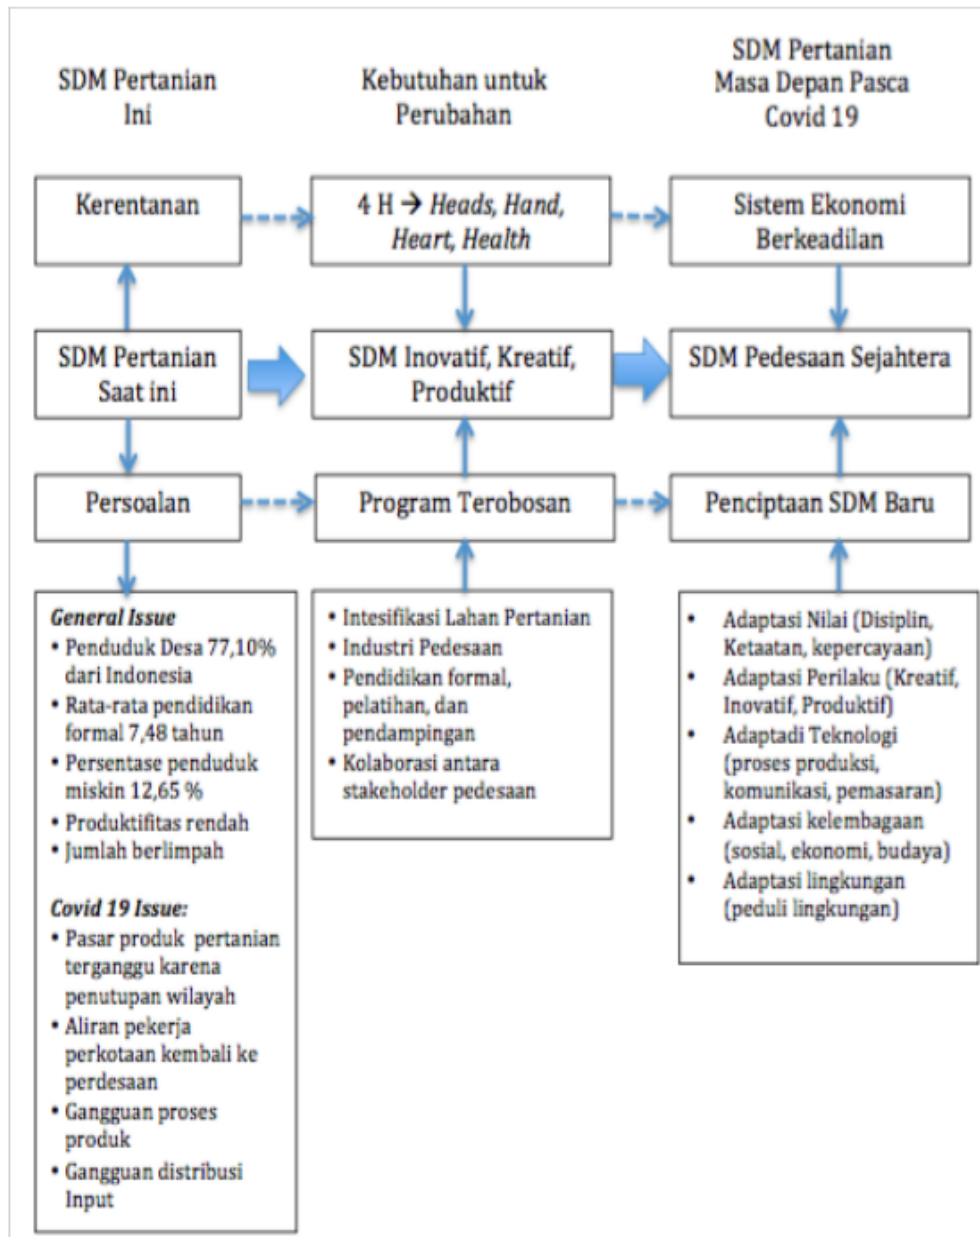 SDM Pertanian
Ini
Kebutuhan untuk
Perubahan
SDM Pertanian
Masa Depan Pasca
Covid 19
Kerentanan
4 H → Heads, Hand,
Heart, Health
Sistem Ekonomi
Berkeadilan
SDM Pertanian
Saat ini
SDM Inovatif, Kreatif,
Produktif
SDM Pedesaan Sejahtera
Persoalan
Program Terobosan
Penciptaan SDM Baru
General Issue
• Penduduk Desa 77,10%
dari Indonesia
• Rata-rata pendidikan
formal 7,48 tahun
• Persentase penduduk
miskin 12,65 %
• Produktifitas rendah
• Jumlah berlimpah
Covid 19 Issue:
• Pasar produk pertanian
terganggu karena
penutupan wilayah
• Aliran pekerja
perkotaan kembali ke
perdesaan
• Gangguan proses
produk
• Gangguan distribusi
Input
• Intesifikasi Lahan Pertanian
• Industri Pedesaan
• Pendidikan formal,
pelatihan, dan
pendampingan
• Kolaborasi antara
stakeholder pedesaan
• Adaptasi Nilai (Disiplin,
Ketaatan, kepercayaan)
• Adaptasi Perilaku (Kreatif,
Inovatif, Produktif)
• Adaptadi Teknologi
(proses produksi,
komunikasi, pemasaran)
• Adaptasi kelembagaan
(sosial, ekonomi, budaya)
• Adaptasi lingkungan
(peduli lingkungan)